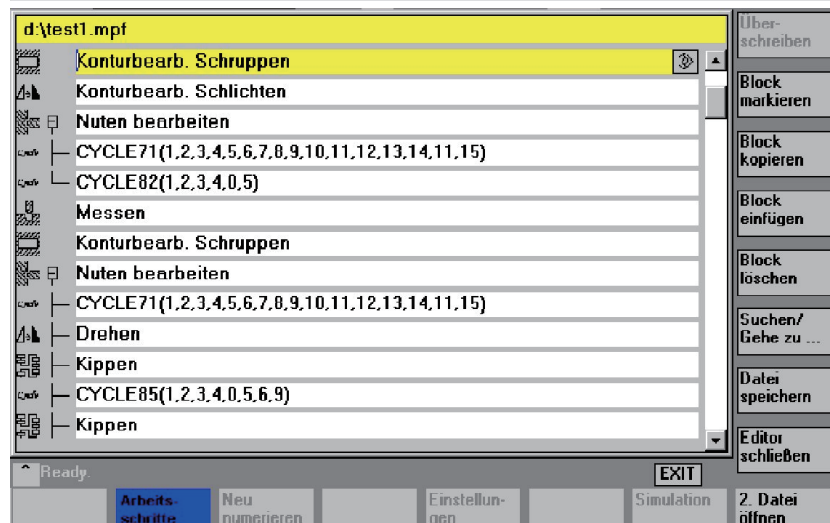 d:\test1.mpf
Konturbearb. Schruppen
Konturbearb. Schlichten
Nuten bearbeiten
CYCLE71(1,2,3,4,5,6,7,8,9,10,11,12,13,14,11,15)
CYCLE82(1,2,3,4,0,5)
Messen
Konturbearb. Schruppen
Nuten bearbeiten
CYCLE71(1,2,3,4,5,6,7,8,9,10,11,12,13,14,11,15)
Drehen
Kippen
CYCLE85(1,2,3,4,0,5,6,9)
Kippen
Über-
schreiben
Block
markieren
Block
kopieren
Block
einfügen
Block
löschen
Suchen/
Gehe zu ...
Datei
speichern
Editor
schließen
^ Ready.
EXIT
Arbeits-
schritte
Neu
numerieren
Einstellun-
gen
Simulation
2. Datei
öffnen